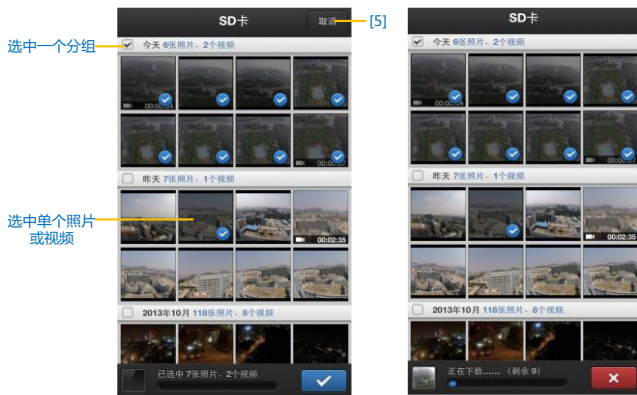 SD卡
取消
[5]
选中一个分组
今天 6张照片、2个视频
00:02:35
昨天 7张照片、1个视频
选中单个照片
或视频
00:02:35
2013年10月 118张照片、8个视频
已选中 7张照片、2个视频
SD卡
今天 6张照片、2个视频
昨天 7张照片、1个视频
00:02:35
2013年10月 118张照片、8个视频
正在下载...... (剩余 9)